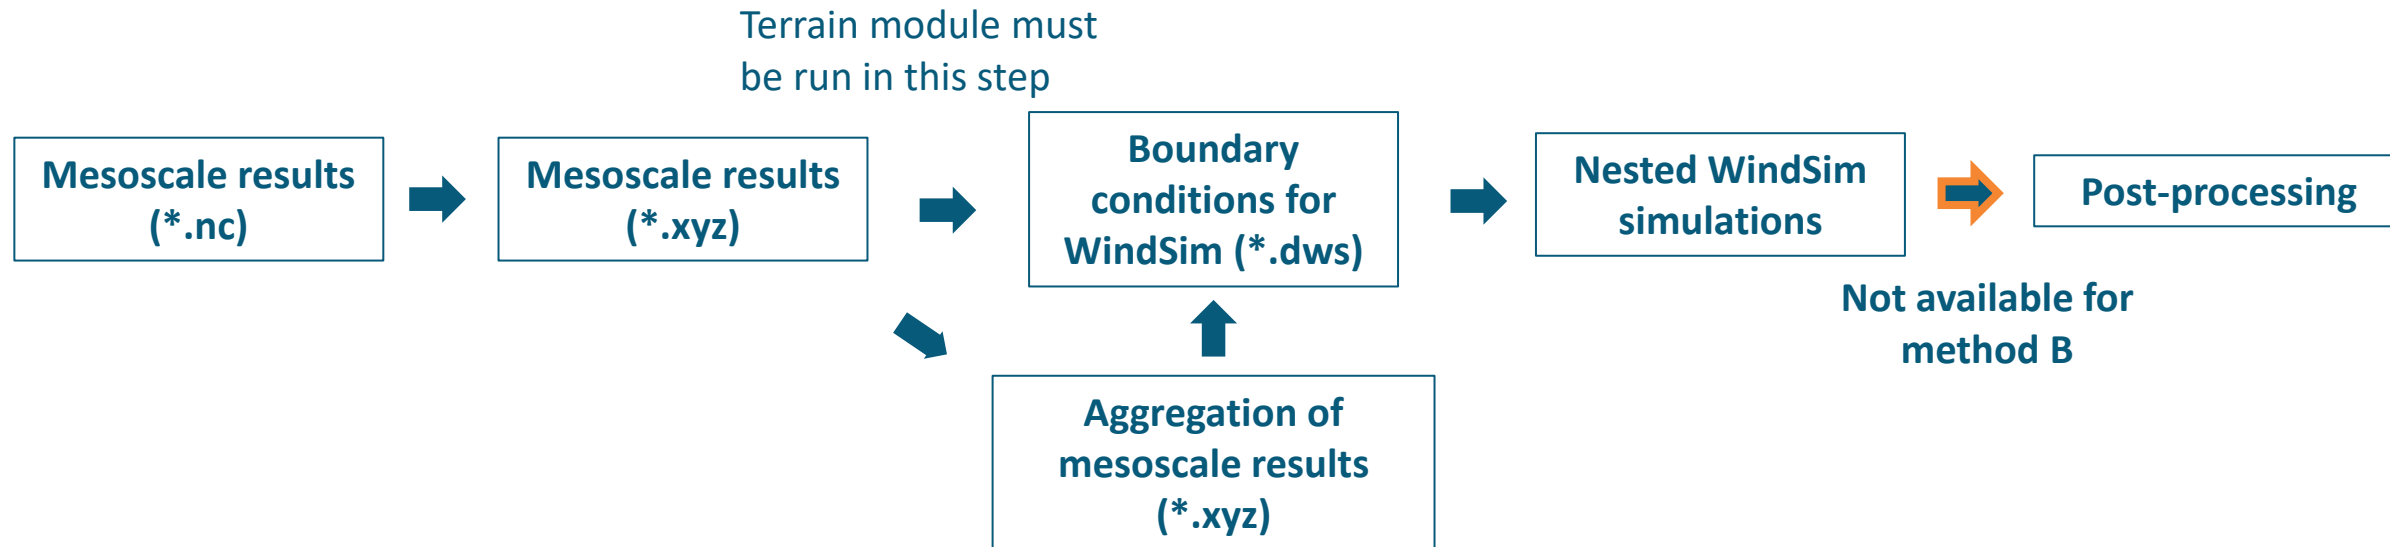 Terrain module must
be run in this step
Mesoscale results
(*.nc)
Mesoscale results
(*.xyz)
Boundary
conditions for
WindSim (*.dws)
Nested WindSim
simulations
Post-processing
Not available for
method B
Aggregation of
mesoscale results
(*.xyz)